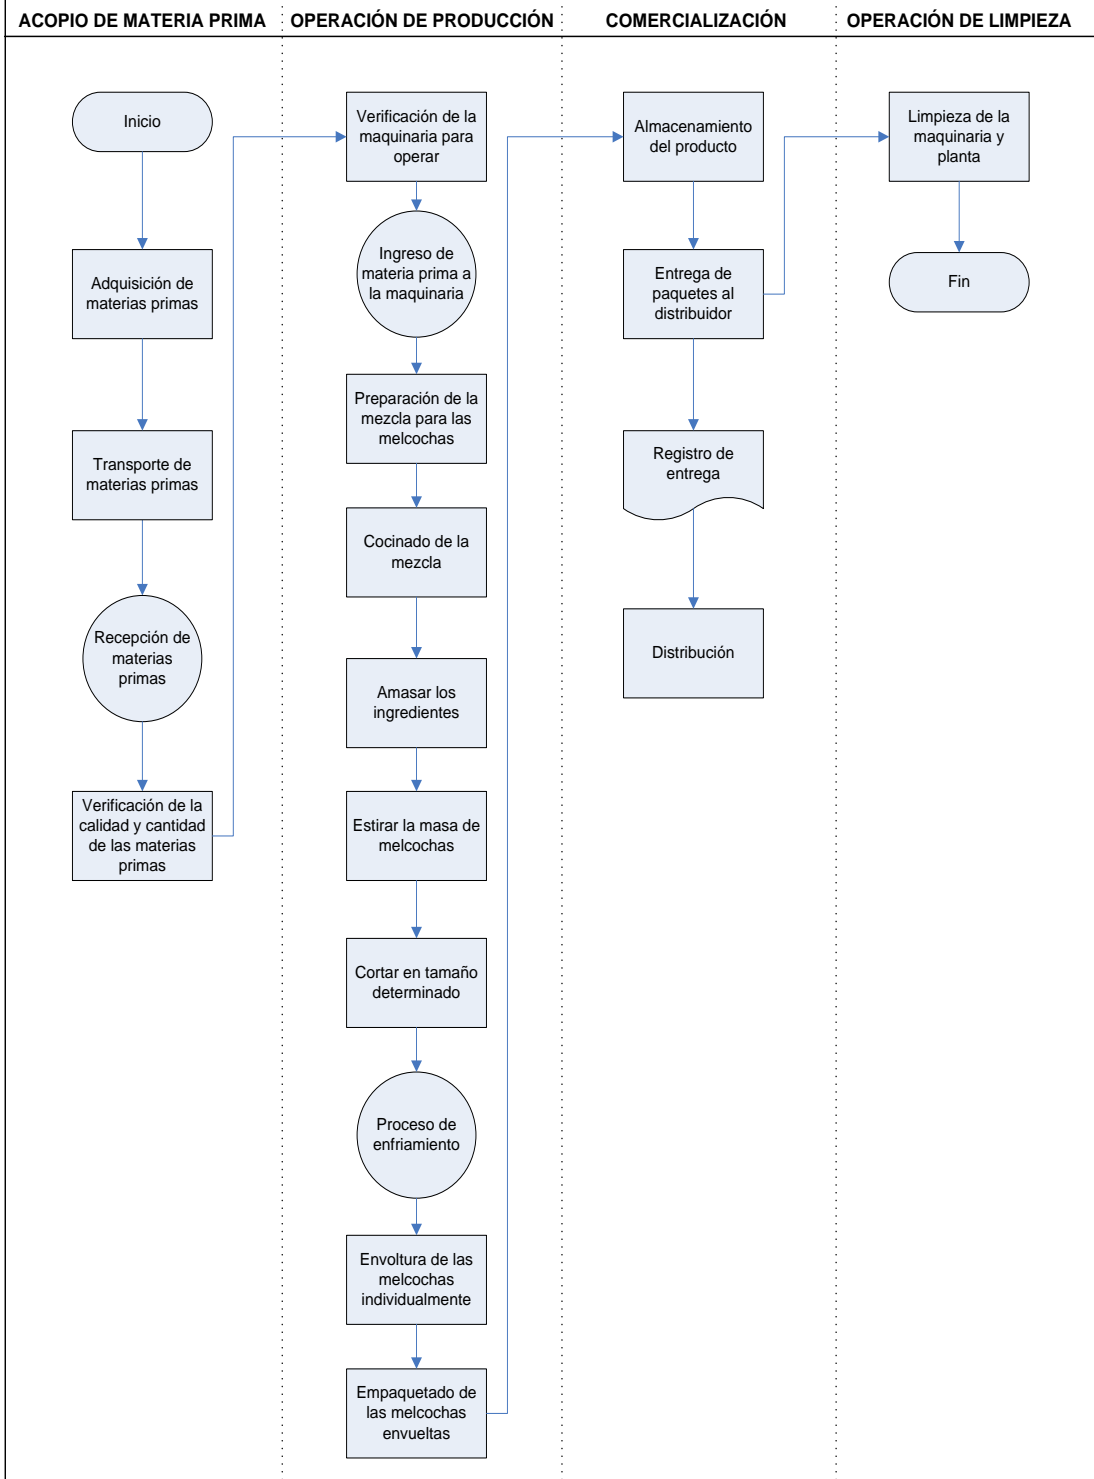 ACOPIO DE MATERIA PRIMA
OPERACIÓN DE PRODUCCIÓN
COMERCIALIZACIÓN
OPERACIÓN DE LIMPIEZA
Inicio
Adquisición de
materias primas
Transporte de
materias primas
Recepción de
materias
primas
Verificación de la
calidad y cantidad
de las materias
primas
Verificación de la
maquinaria para
operar
Ingreso de
materia prima a
la maquinaria
Preparación de la
mezcla para las
melcochas
Cocinado de la
mezcla
Amasar los
ingredientes
Estirar la masa de
melcochas
Cortar en tamaño
determinado
Proceso de
enfriamiento
Envoltura de las
melcochas
individualmente
Empaquetado de
las melcochas
envueltas
Almacenamiento
del producto
Entrega de
paquetes al
distribuidor
Registro de
entrega
Distribución
Limpieza de la
maquinaria y
planta
Fin